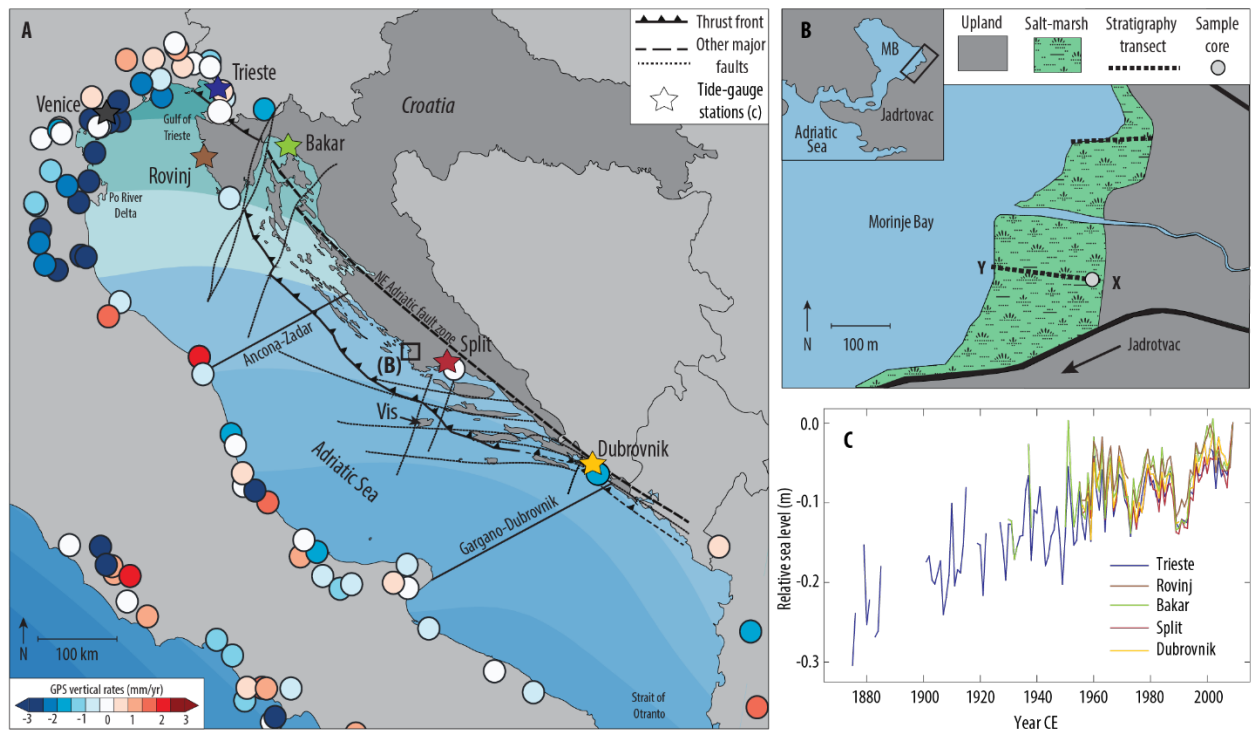 A
Thrust front
Other major
faults
Tide-gauge
stations (c)
Trieste
Venice
Gulf of
Trieste
Croatia
Bakar
Rovinj
Po River
Delta
NE Adriatic fault zone
Ancona-Zadar
(B)
Split
Vis
Adriatic Sea
Dubrovnik
Gargano-Dubrovnik
N
100 km
GPS vertical rates (mm/yr)
-3 -2 -1 0 1 2 3
Strait of
Otranto
B
MB
Jadrtovac
Adriatic
Sea
Upland
Salt-marsh
Stratigraphy
transect
Sample
core
Morinje Bay
Y
X
N
100 m
Jadrotvac
C
Relative sea level (m)
0.0
-0.1
-0.2
-0.3
Trieste
Rovinj
Bakar
Split
Dubrovnik
1880 1900 1920 1940 1960 1980 2000
Year CE